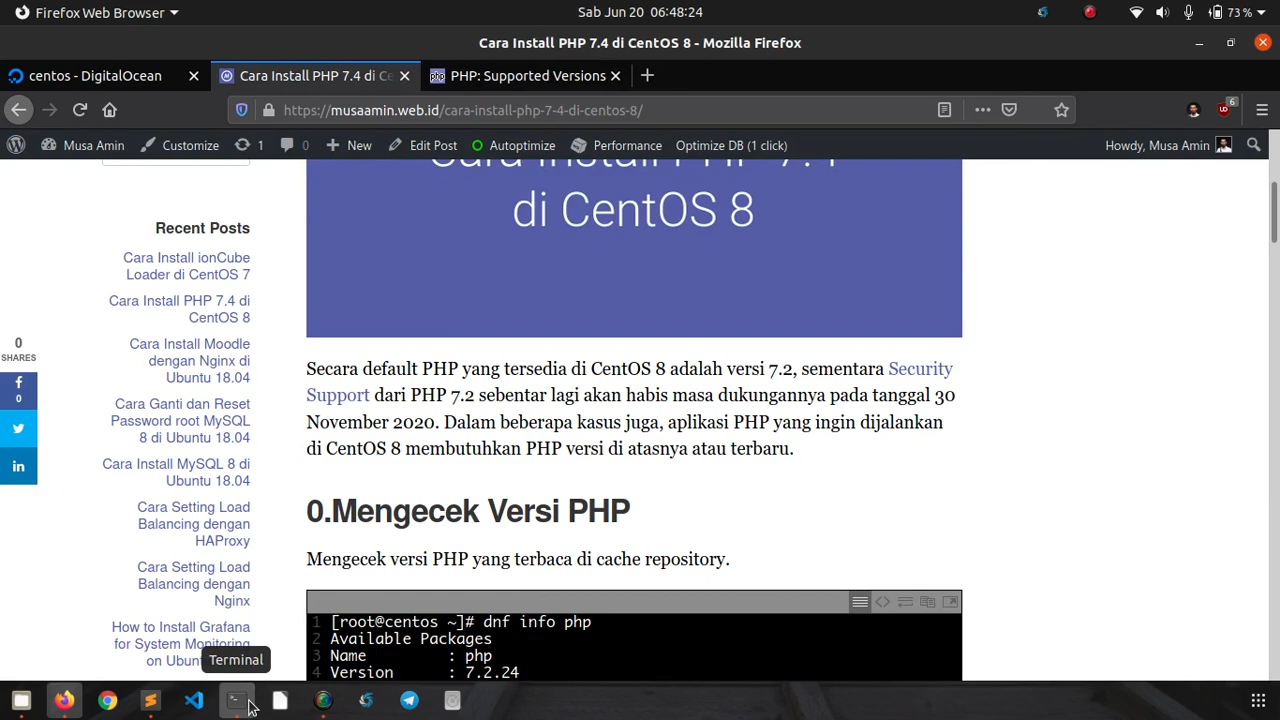 Firefox Web Browser
Sab Jun 20 06:48:24
73 %
Cara Install PHP 7.4 di CentOS 8 - Mozilla Firefox
centos - DigitalOcean
Cara Install PHP 7.4 di Ce
php PHP: Supported Versions
https://musaamin.web.id/cara-install-php-7-4-di-centos-8/
6
Musa Amin
Customize
1
0
New
Edit Post
Autoptimize
Performance
Optimize DB (1 click)
Howdy, Musa Amin
Cara Install PHP 7.4
di CentOS 8
Recent Posts
Cara Install ionCube
Loader di CentOS 7
Cara Install PHP 7.4 di
CentOS 8
Cara Install Moodle
dengan Nginx di
Ubuntu 18.04
Cara Ganti dan Reset
Password root MySQL
8 di Ubuntu 18.04
Cara Install MySQL 8 di
Ubuntu 18.04
Cara Setting Load
Balancing dengan
HAProxy
Cara Setting Load
Balancing dengan
Nginx
How to Install Grafana
for System Monitoring
on Ubun
0
SHARES
0
Secara default PHP yang tersedia di CentOS 8 adalah versi 7.2, sementara Security
Support dari PHP 7.2 sebentar lagi akan habis masa dukungannya pada tanggal 30
November 2020. Dalam beberapa kasus juga, aplikasi PHP yang ingin dijalankan
di CentOS 8 membutuhkan PHP versi di atasnya atau terbaru.
0.Mengecek Versi PHP
Mengecek versi PHP yang terbaca di cache repository.
1 [root@centos ~]# dnf info php
2 Available Packages
3 Name : php
4 Version : 7.2.24
Terminal